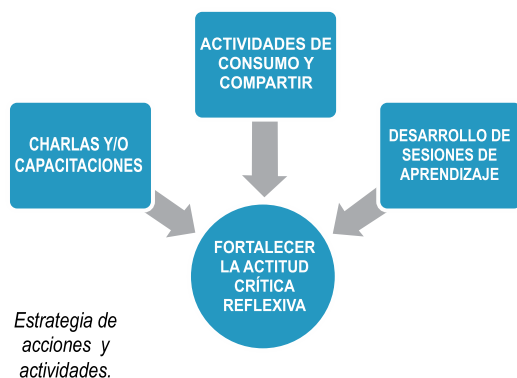 ACTIVIDADES DE
CONSUMO Y
COMPARTIR
CHARLAS Y/O
CAPACITACIONES
DESARROLLO DE
SESIONES DE
APRENDIZAJE
FORTALECER
LA ACTITUD
CRÍTICA
REFLEXIVA
Estrategia de
acciones y
actividades.